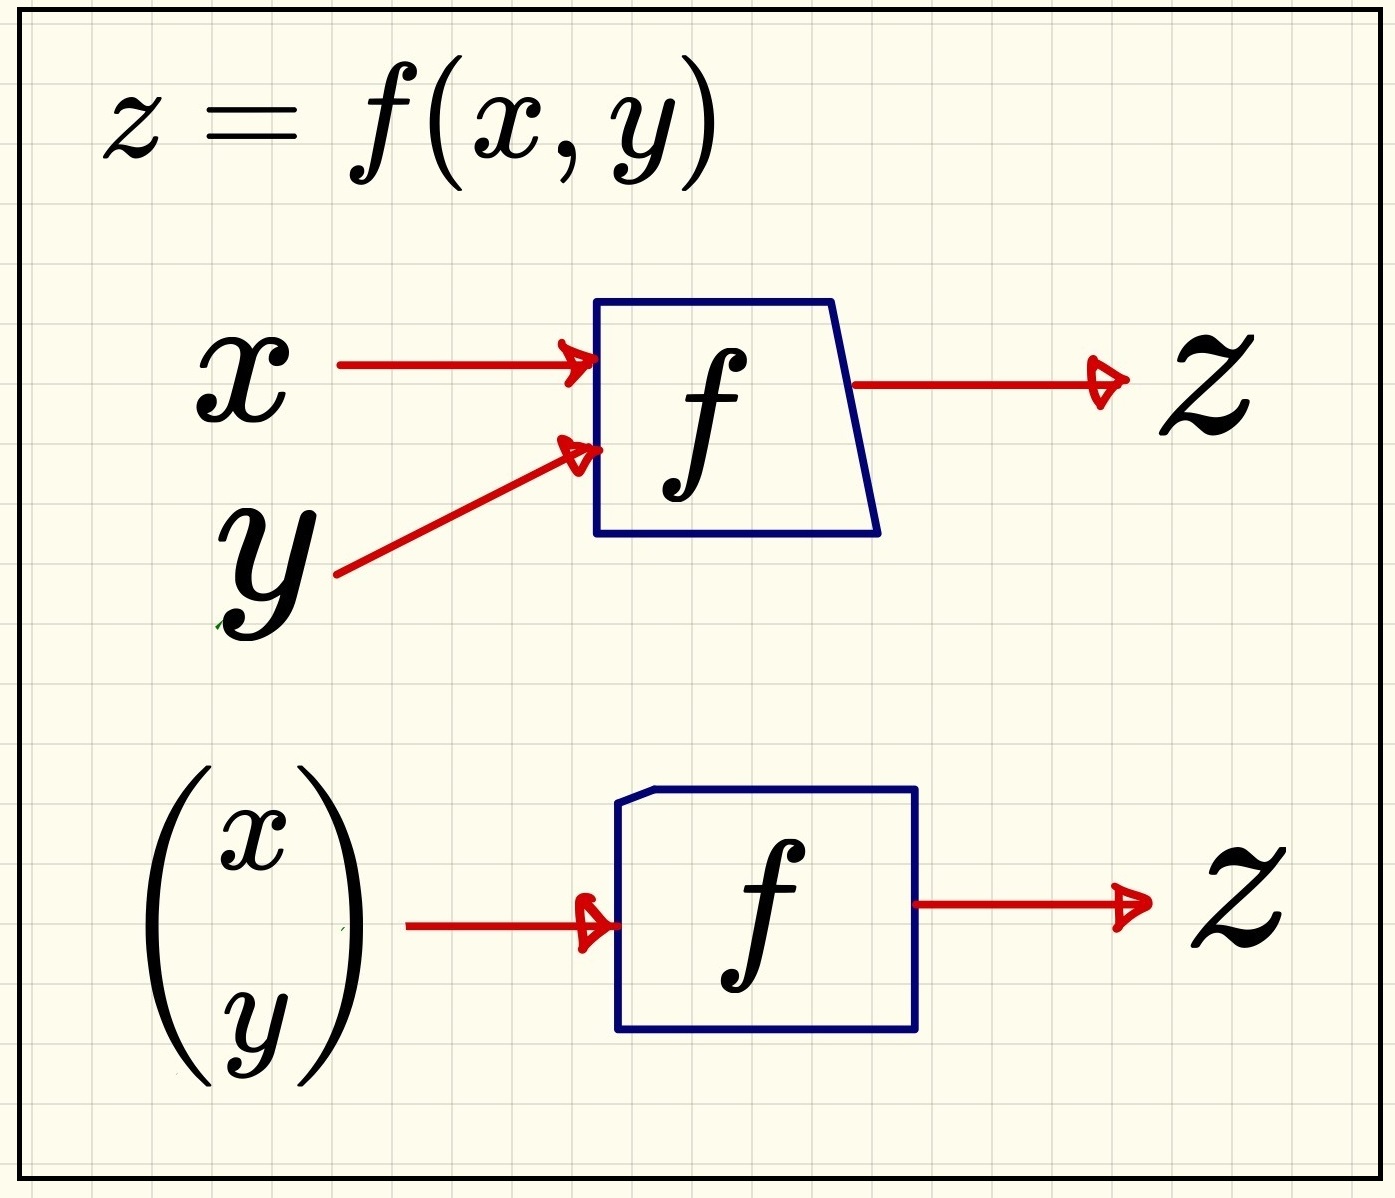 z = f(x, y)
x f z
y
x
f z
y